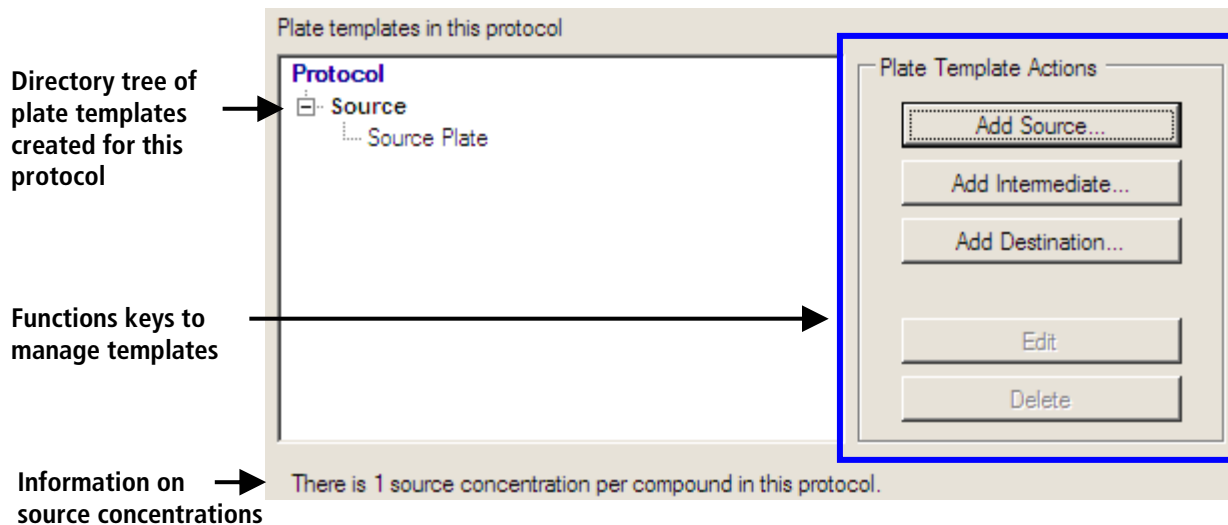 Plate templates in this protocol
Directory tree of
plate templates
created for this
protocol
Protocol
Source
Source Plate
Plate Template Actions
Add Source...
Add Intermediate...
Add Destination...
Edit
Delete
Functions keys to
manage templates
Information on
source concentrations
There is 1 source concentration per compound in this protocol.